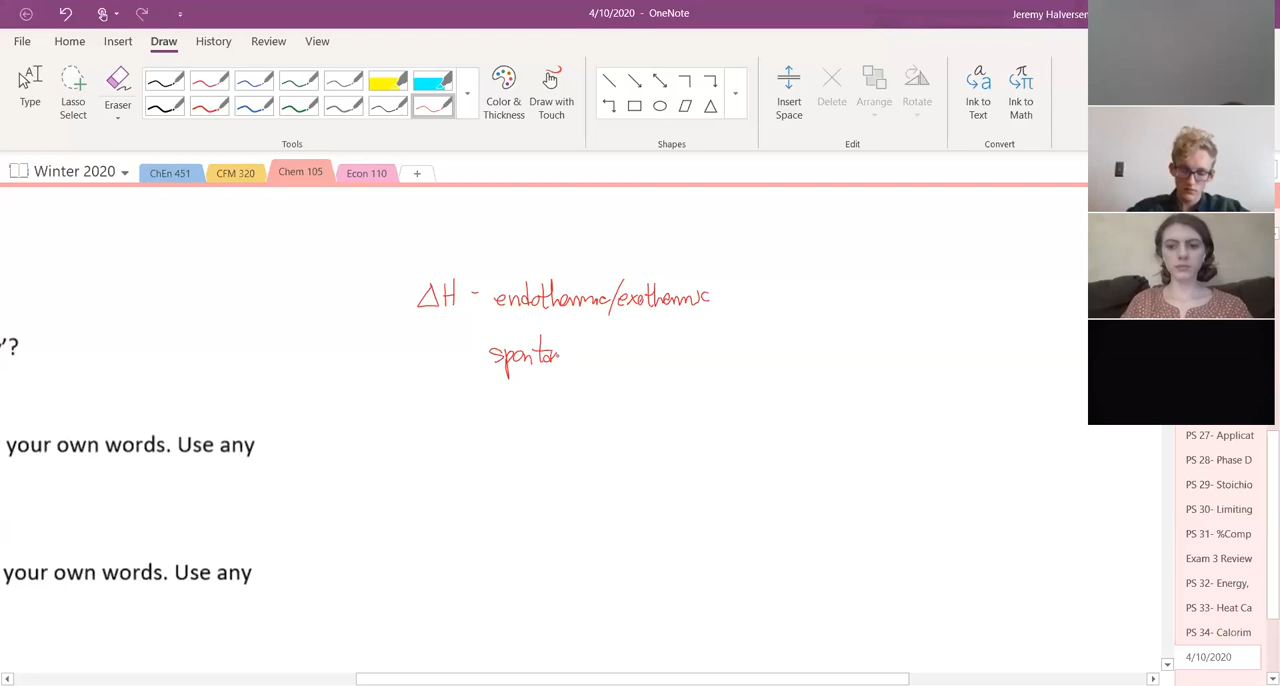 4/10/2020 - OneNote
Jeremy Halversen
File Home Insert Draw History Review View
Type
Lasso Select
Eraser
Color & Thickness
Draw with Touch
Insert Space
Delete
Arrange
Rotate
Ink to Text
Ink to Math
Tools
Shapes
Edit
Convert
Winter 2020
ChEn 451
CFM 320
Chem 105
Econ 110
ΔH - endothermic/exothermic
spontan
'?
your own words. Use any
your own words. Use any
PS 27- Applicat
PS 28- Phase D
PS 29- Stoichio
PS 30- Limiting
PS 31- %Comp
Exam 3 Review
PS 32- Energy,
PS 33- Heat Ca
PS 34- Calorim
4/10/2020